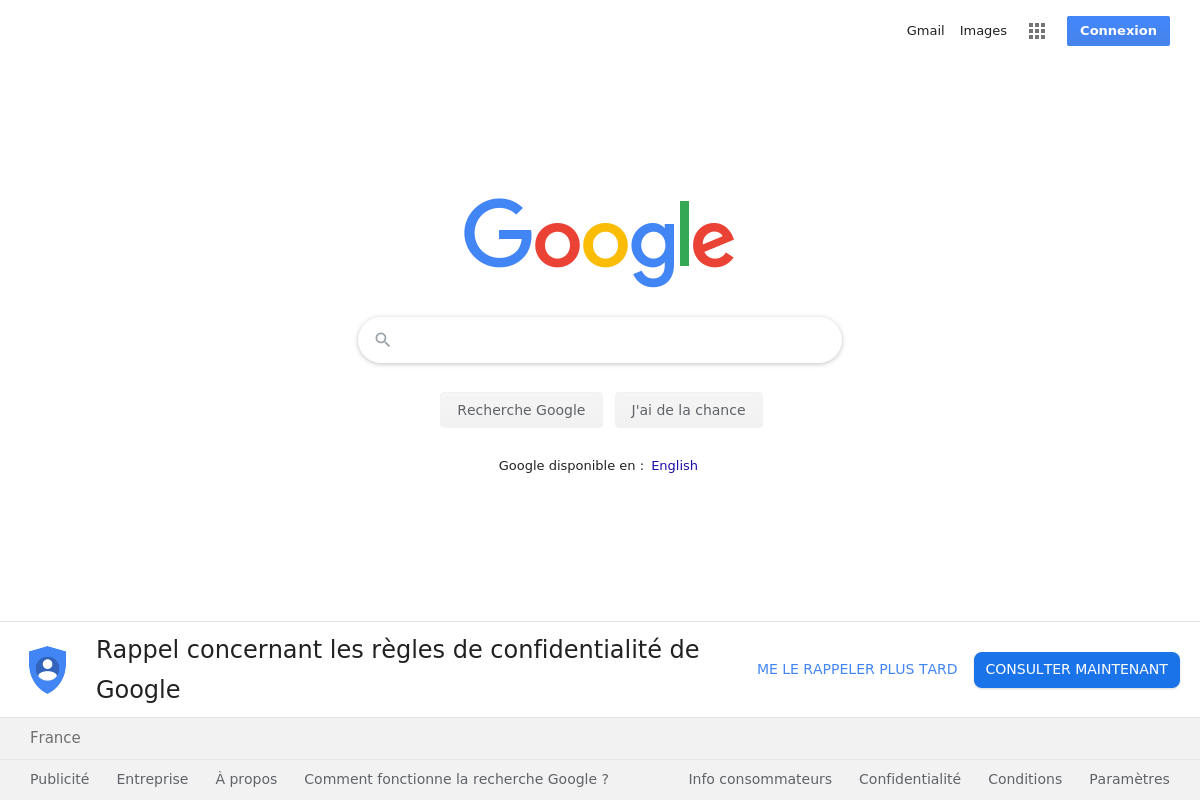 Gmail Images Connexion
Google
Recherche Google J'ai de la chance
Google disponible en : English
Rappel concernant les règles de confidentialité de
Google
ME LE RAPPELER PLUS TARD CONSULTER MAINTENANT
France
Publicité Entreprise À propos Comment fonctionne la recherche Google ? Info consommateurs Confidentialité Conditions Paramètres